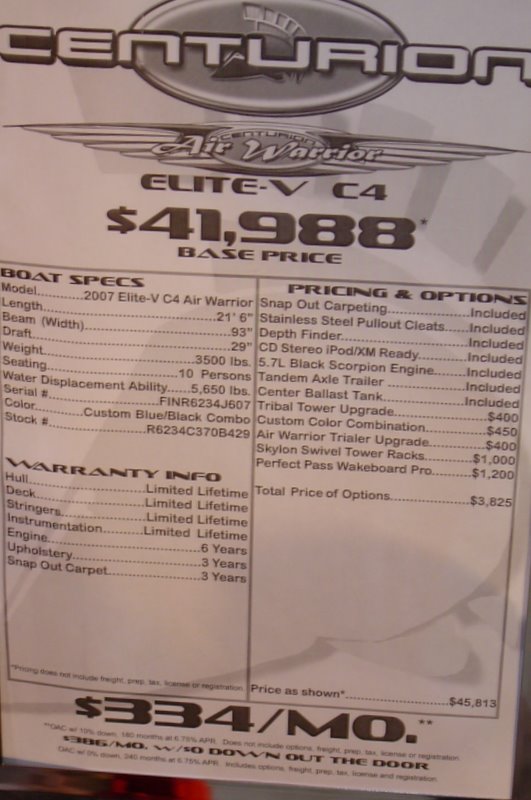 CENTURION
CENTURION
Air Warrior
ELITE-V C4
$41,988*
BASE PRICE
BOAT SPECS
Model..........2007 Elite-V C4 Air Warrior
Length..........21' 6"
Beam (Width)..........93"
Draft..........29"
Weight..........3500 lbs.
Seating..........10 Persons
Water Displacement Ability......5,650 lbs.
Serial #..........FINR6234J607
Color..........Custom Blue/Black Combo
Stock #..........R6234C370B429
WARRANTY INFO
Hull..........Limited Lifetime
Deck..........Limited Lifetime
Stringers..........Limited Lifetime
Instrumentation..........Limited Lifetime
Engine..........6 Years
Upholstery..........3 Years
Snap Out Carpet..........3 Years
*Pricing does not include freight, prep, tax, license or registration.
PRICING & OPTIONS
Snap Out Carpeting..........Included
Stainless Steel Pullout Cleats......Included
Depth Finder..........Included
CD Stereo iPod/XM Ready..........Included
5.7L Black Scorpion Engine.......Included
Tandem Axle Trailer ..........Included
Center Ballast Tank..........Included
Tribal Tower Upgrade..........$400
Custom Color Combination..........$450
Air Warrior Trialer Upgrade..........$400
Skylon Swivel Tower Racks..........$1,000
Perfect Pass Wakeboard Pro.......$1,200
Total Price of Options..........$3,825
Price as shown*..........$45,813
$334/MO.**
**OAC w/ 10% down, 180 months at 6.75% APR. Does not include options, freight, prep, tax, license or registration.
$386/MO. W/$0 DOWN OUT THE DOOR
OAC w/ 0% down, 240 months at 6.75% APR. Includes options, freight, prep, tax, license and registration.